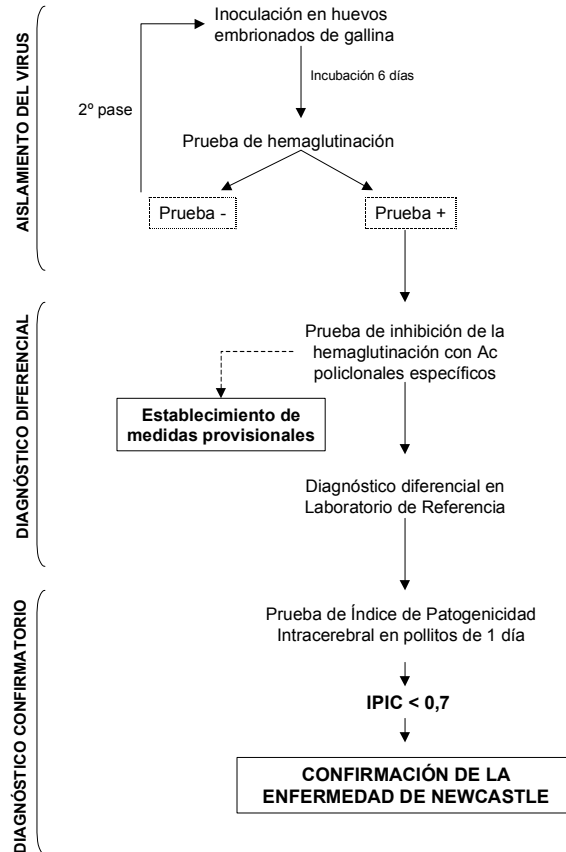 AISLAMIENTO DEL VIRUS
Inoculación en huevos
embrionados de gallina
Incubación 6 días
2º pase
Prueba de hemaglutinación
Prueba -
Prueba +
DIAGNÓSTICO DIFERENCIAL
Prueba de inhibición de la
hemaglutinación con Ac
policlonales específicos
Establecimiento de
medidas provisionales
Diagnóstico diferencial en
Laboratorio de Referencia
DIAGNÓSTICO CONFIRMATORIO
Prueba de Índice de Patogenicidad
Intracerebral en pollitos de 1 día
IPIC < 0,7
CONFIRMACIÓN DE LA
ENFERMEDAD DE NEWCASTLE